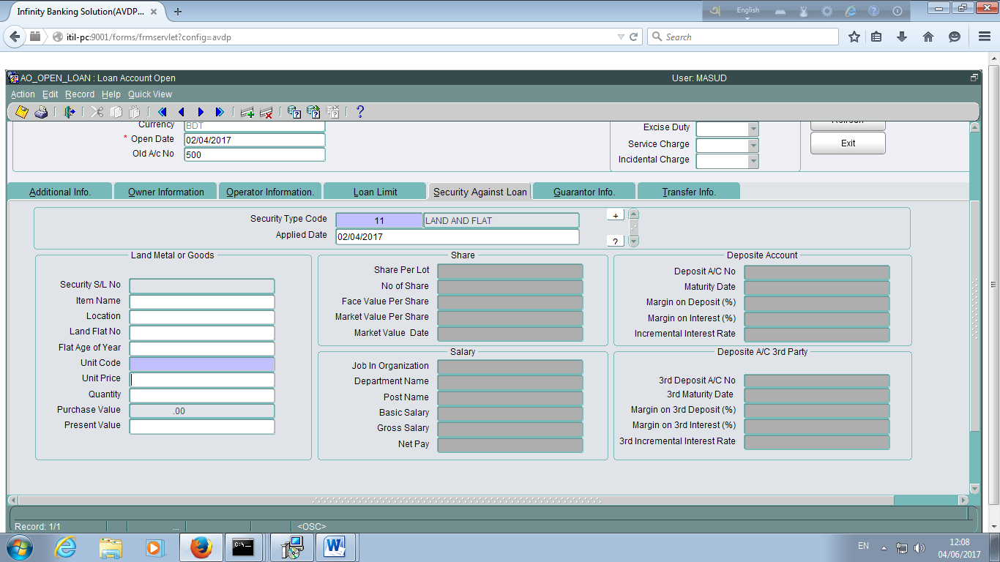 Infinity Banking Solution(AVDP...
English
itil-pc:9001/forms/frmservlet?config=avdp
Search
AO_OPEN_LOAN : Loan Account Open User: MASUD
Action Edit Record Help Quick View
Currency BDT
* Open Date 02/04/2017
Old A/c No 500
Excise Duty
Service Charge
Incidental Charge
Refresh
Exit
Additional Info. Owner Information Operator Information. Loan Limit Security Against Loan Guarantor Info. Transfer Info.
Security Type Code 11 LAND AND FLAT +
Applied Date 02/04/2017 ?
Land Metal or Goods
Security S/L No
Item Name
Location
Land Flat No
Flat Age of Year
Unit Code
Unit Price
Quantity
Purchase Value .00
Present Value
Share
Share Per Lot
No of Share
Face Value Per Share
Market Value Per Share
Market Value Date
Salary
Job In Organization
Department Name
Post Name
Basic Salary
Gross Salary
Net Pay
Deposite Account
Deposit A/C No
Maturity Date
Margin on Deposit (%)
Margin on Interest (%)
Incremental Interest Rate
Deposite A/C 3rd Party
3rd Deposit A/C No
3rd Maturity Date
Margin on 3rd Deposit (%)
Margin on 3rd Interest (%)
3rd Incremental Interest Rate
Record: 1/1 ... <OSC>
EN 12:08
04/06/2017